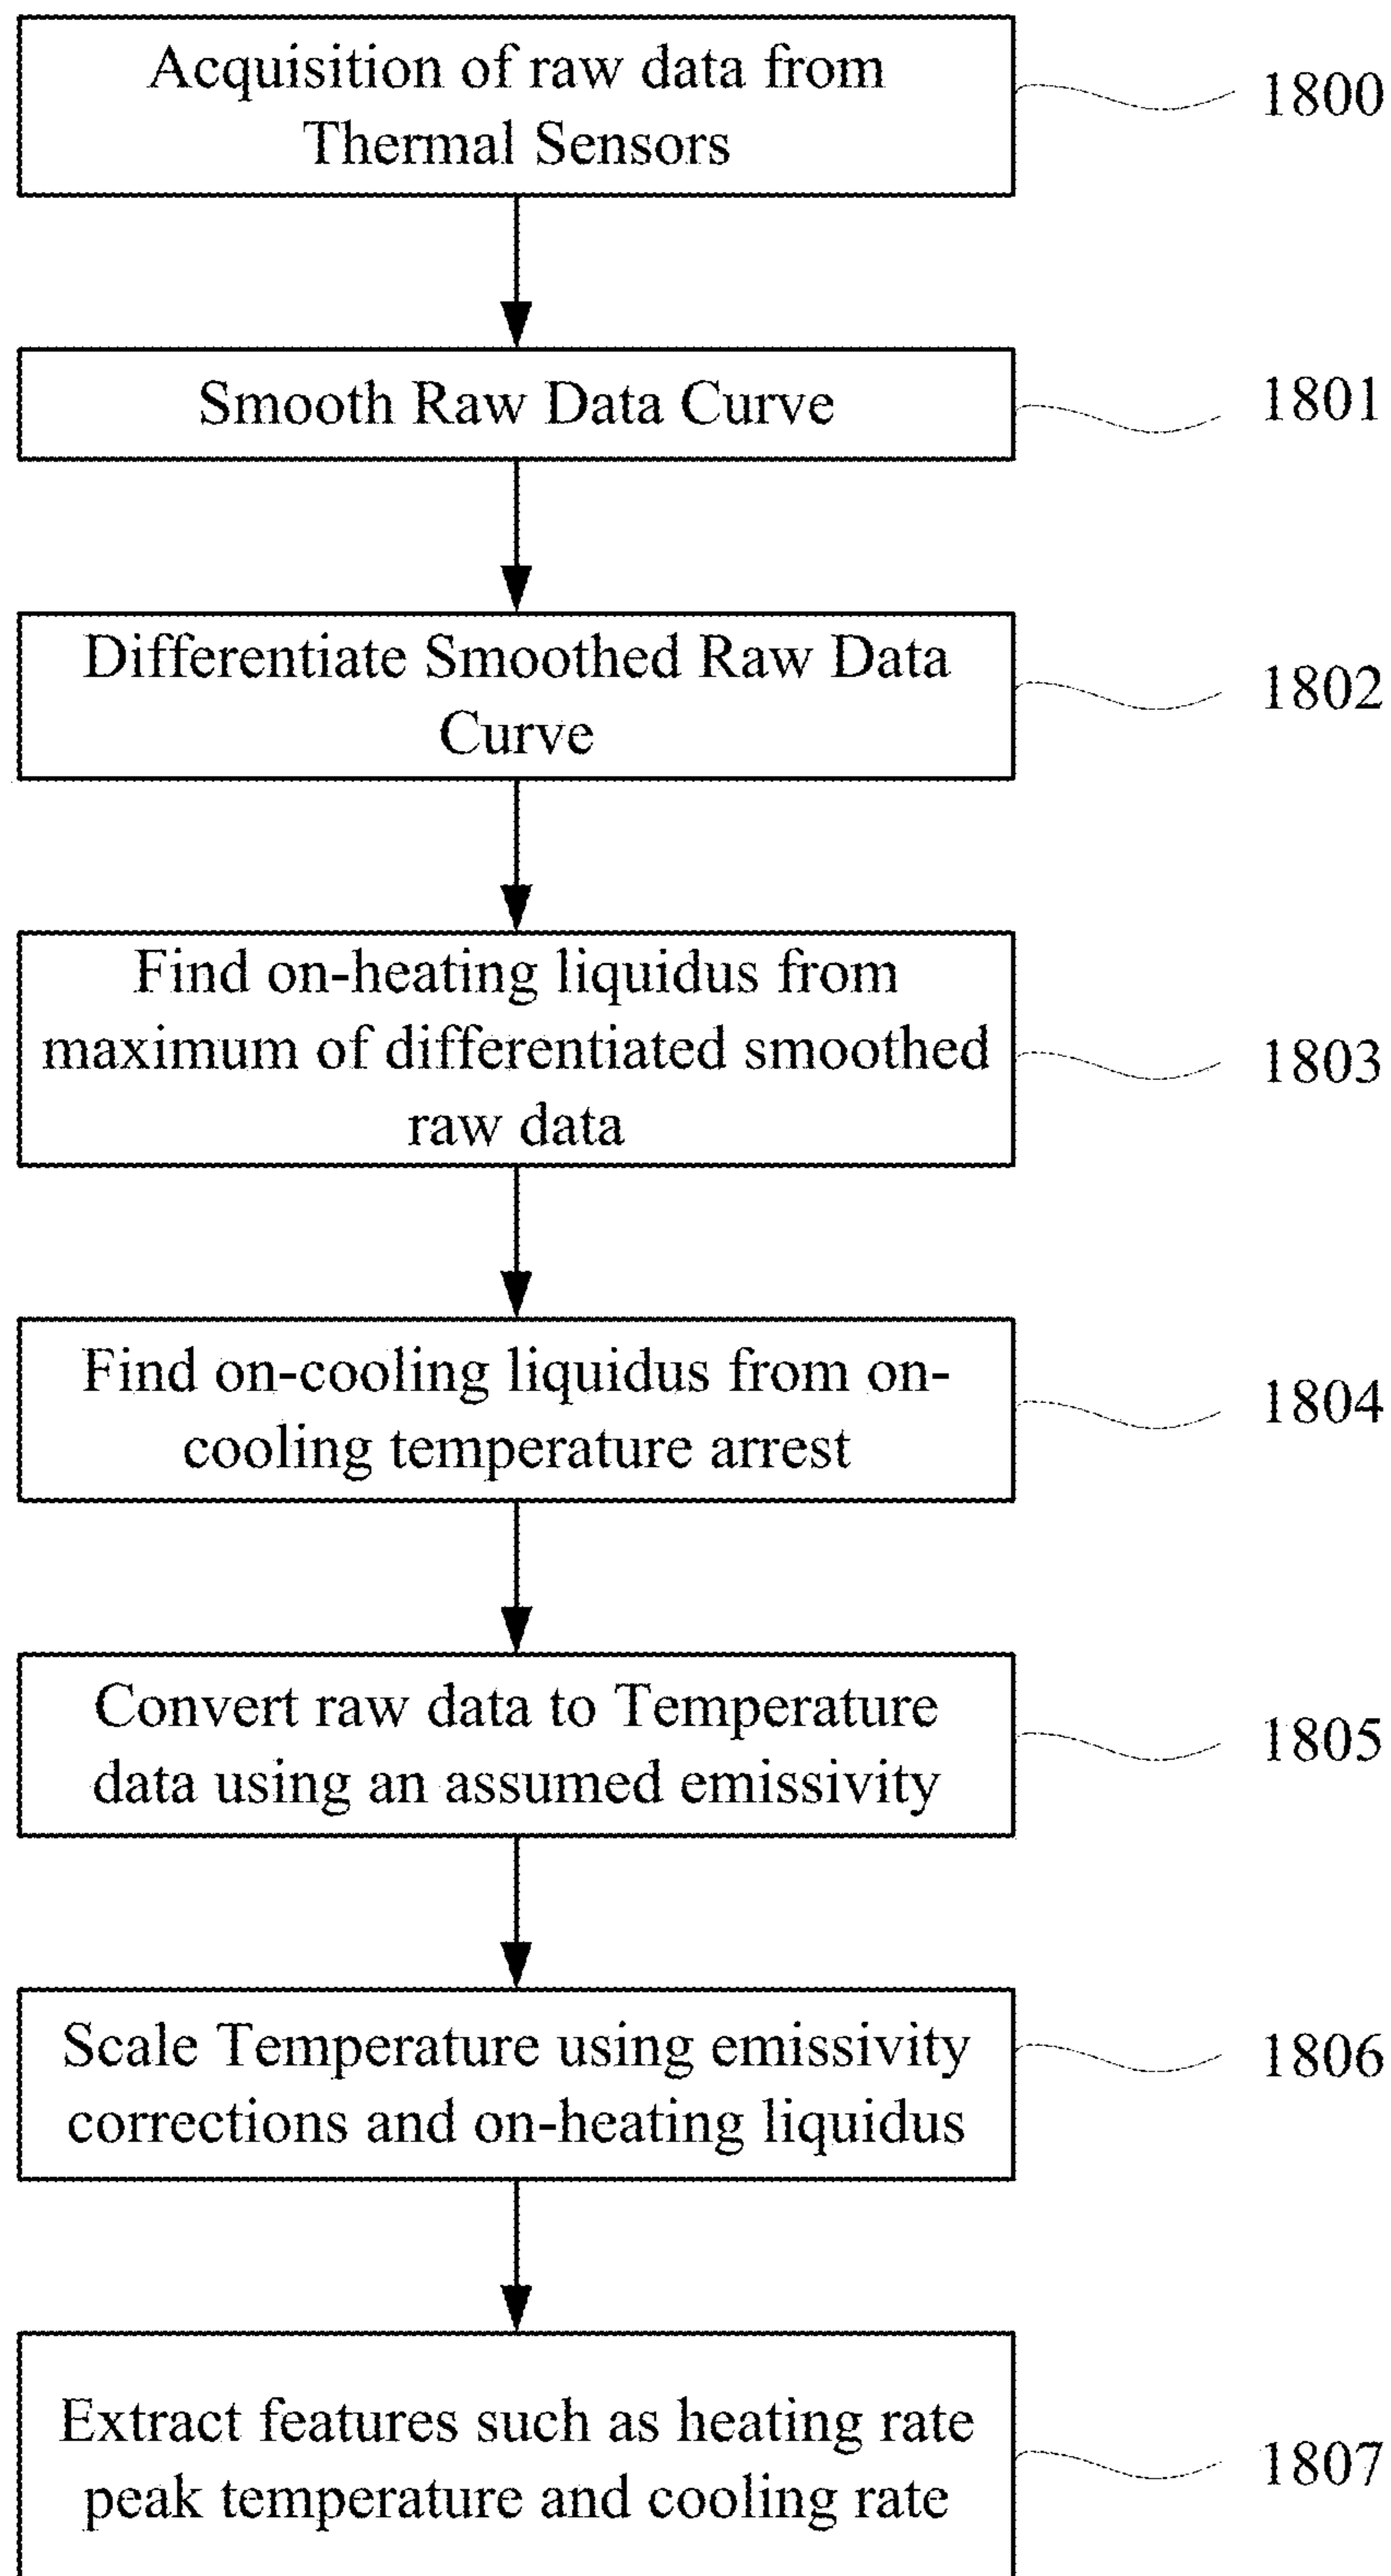 Acquisition of raw data from
Thermal Sensors
1800
Smooth Raw Data Curve
1801
Differentiate Smoothed Raw Data
Curve
1802
Find on-heating liquidus from
maximum of differentiated smoothed
raw data
1803
Find on-cooling liquidus from on-
cooling temperature arrest
1804
Convert raw data to Temperature
data using an assumed emissivity
1805
Scale Temperature using emissivity
corrections and on-heating liquidus
1806
Extract features such as heating rate
peak temperature and cooling rate
1807